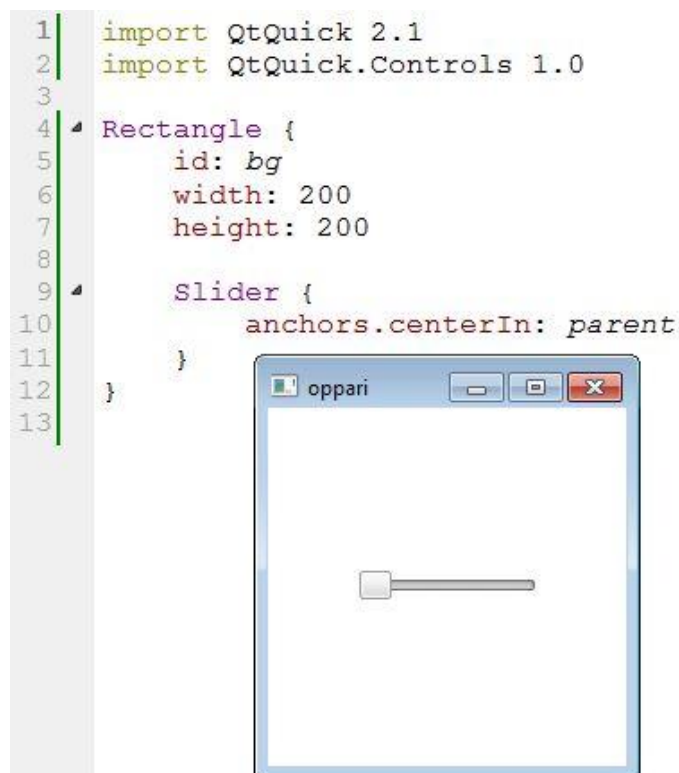 1 import QtQuick 2.1
2 import QtQuick.Controls 1.0
3
4 Rectangle {
5     id: bg
6     width: 200
7     height: 200
8
9     Slider {
10         anchors.centerIn: parent
11     }
12 }
13
oppari